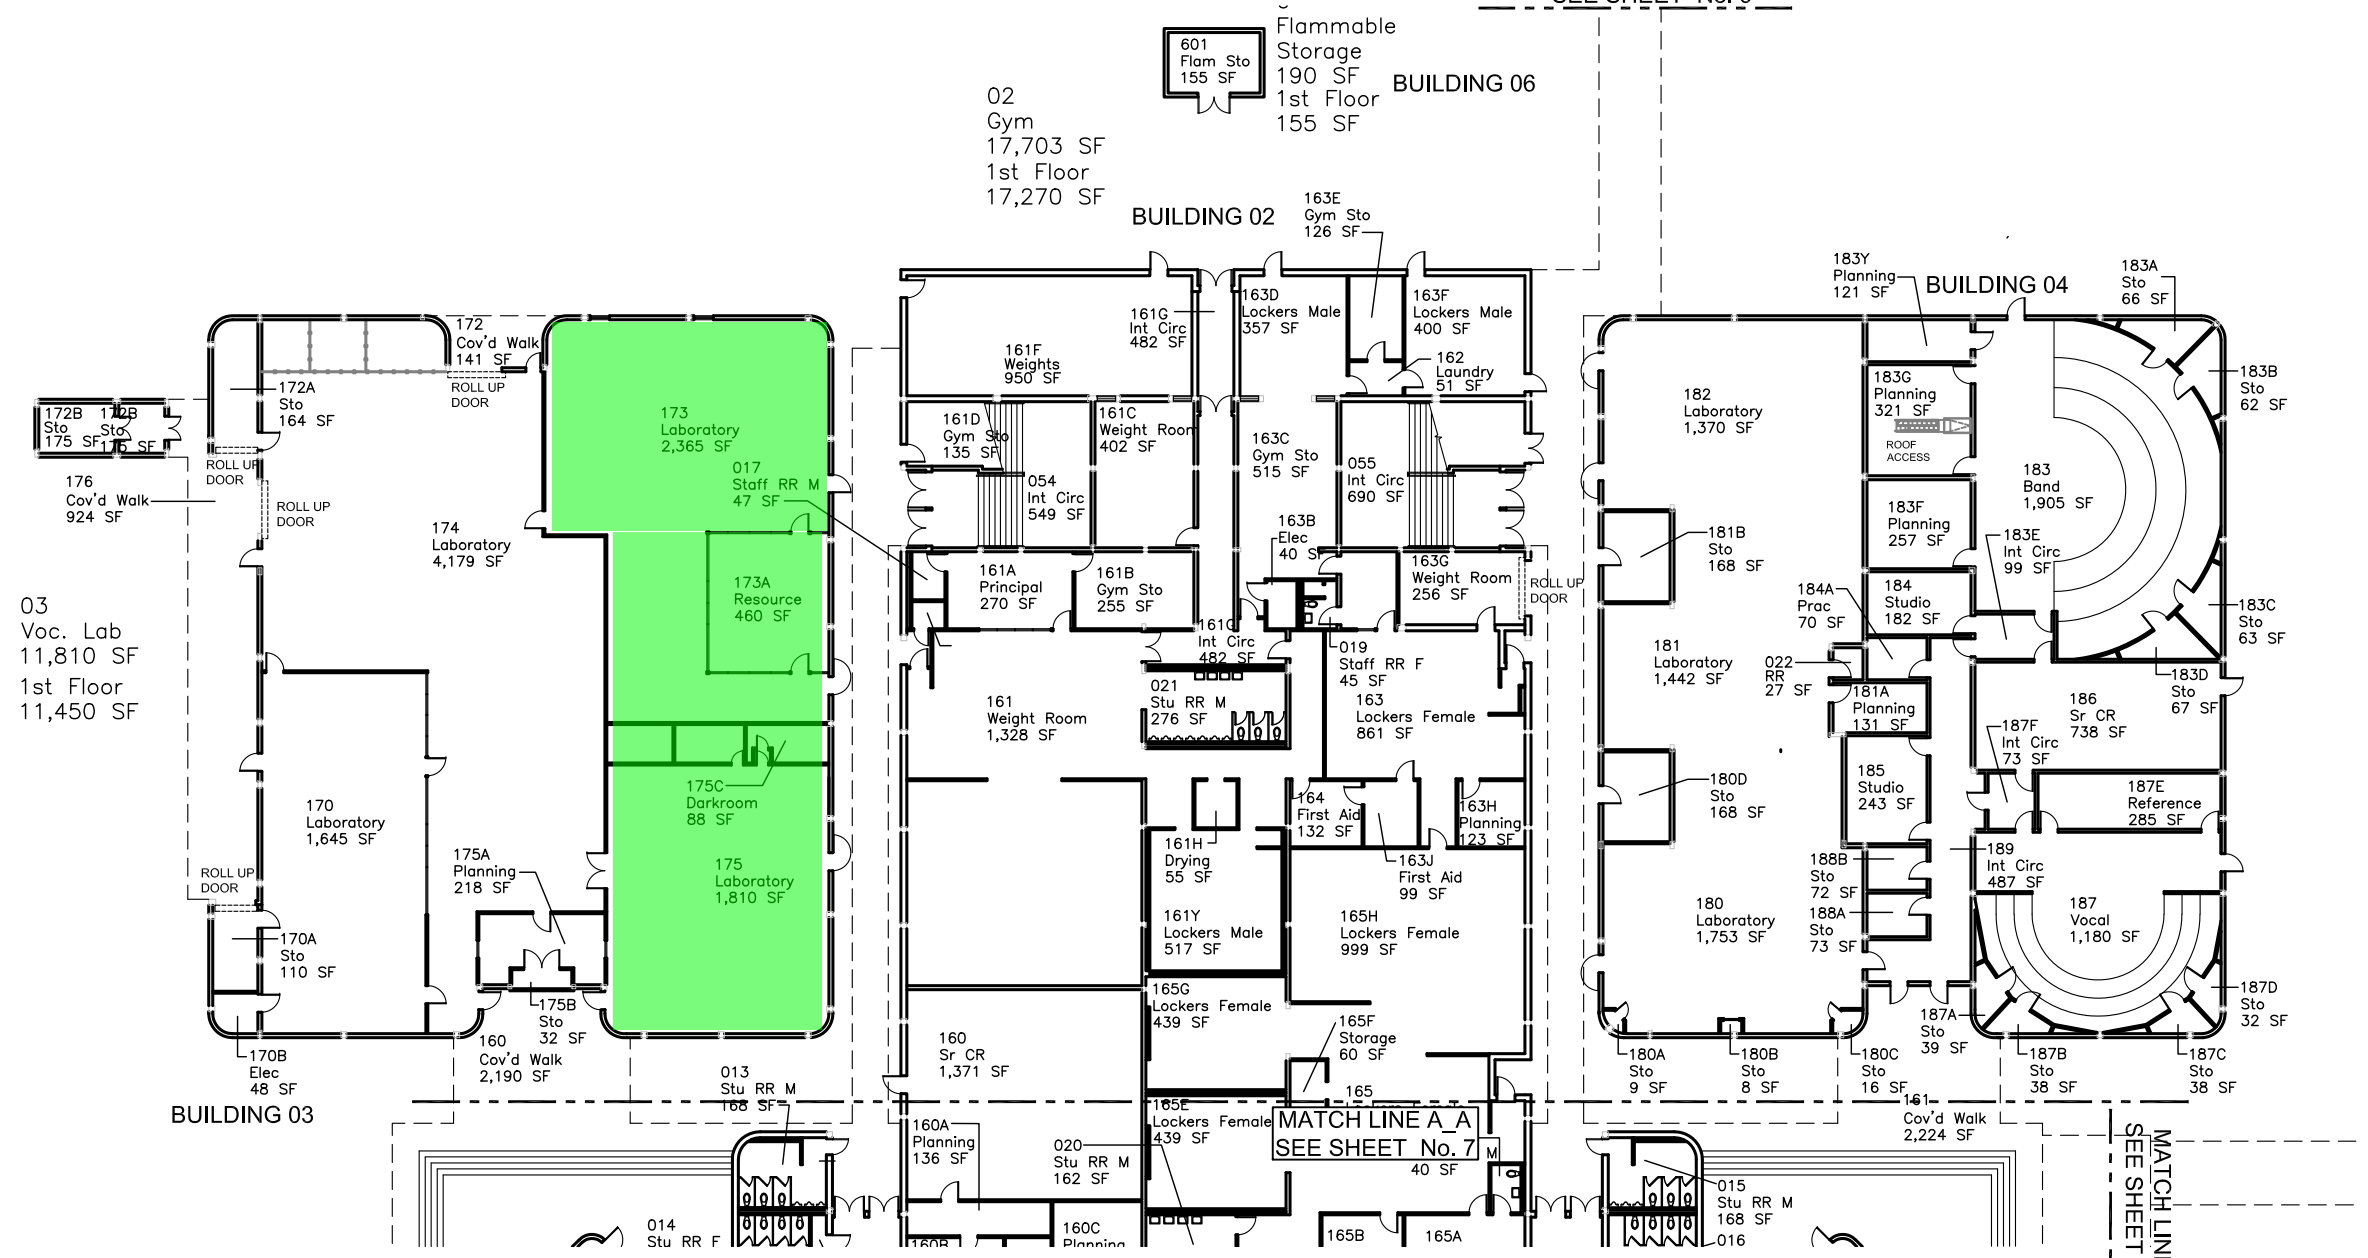 SEE SHEET No. 6
Flammable
Storage
190 SF
1st Floor
155 SF
BUILDING 06
601
Flam Sto
155 SF
02
Gym
17,703 SF
1st Floor
17,270 SF
BUILDING 02
163E
Gym Sto
126 SF
183Y
Planning
121 SF
BUILDING 04
183A
Sto
66 SF
172
Cov'd Walk
141 SF
ROLL UP
DOOR
172A
Sto
164 SF
172B
Sto
175 SF
172B
Sto
175 SF
ROLL UP
DOOR
176
Cov'd Walk
924 SF
ROLL UP
DOOR
174
Laboratory
4,179 SF
173
Laboratory
2,365 SF
017
Staff RR M
47 SF
173A
Resource
460 SF
03
Voc. Lab
11,810 SF
1st Floor
11,450 SF
170
Laboratory
1,645 SF
175A
Planning
218 SF
175C
Darkroom
88 SF
175
Laboratory
1,810 SF
ROLL UP
DOOR
170A
Sto
110 SF
175B
Sto
32 SF
170B
Elec
48 SF
160
Cov'd Walk
2,190 SF
BUILDING 03
013
Stu RR M
168 SF
014
Stu RR F
161F
Weights
950 SF
161G
Int Circ
482 SF
163D
Lockers Male
357 SF
163F
Lockers Male
400 SF
162
Laundry
51 SF
161D
Gym Sto
135 SF
161C
Weight Room
402 SF
163C
Gym Sto
515 SF
054
Int Circ
549 SF
055
Int Circ
690 SF
163B
Elec
40 SF
161A
Principal
270 SF
161B
Gym Sto
255 SF
163G
Weight Room
256 SF
ROLL UP
DOOR
161G
Int Circ
482 SF
019
Staff RR F
45 SF
161
Weight Room
1,328 SF
021
Stu RR M
276 SF
163
Lockers Female
861 SF
164
First Aid
132 SF
163H
Planning
123 SF
161H
Drying
55 SF
163J
First Aid
99 SF
161Y
Lockers Male
517 SF
165H
Lockers Female
999 SF
165G
Lockers Female
439 SF
160
Sr CR
1,371 SF
165F
Storage
60 SF
165
165E
Lockers Female
439 SF
MATCH LINE A_A
SEE SHEET No. 7
M
40 SF
160A
Planning
136 SF
020
Stu RR M
162 SF
160B
160C
Planning
165B
165A
182
Laboratory
1,370 SF
183G
Planning
321 SF
ROOF
ACCESS
183
Band
1,905 SF
183B
Sto
62 SF
181B
Sto
168 SF
183F
Planning
257 SF
183E
Int Circ
99 SF
184A
Prac
70 SF
184
Studio
182 SF
183C
Sto
63 SF
181
Laboratory
1,442 SF
022
RR
27 SF
181A
Planning
131 SF
183D
Sto
67 SF
186
Sr CR
738 SF
187F
Int Circ
73 SF
180D
Sto
168 SF
185
Studio
243 SF
187E
Reference
285 SF
188B
Sto
72 SF
189
Int Circ
487 SF
180
Laboratory
1,753 SF
188A
Sto
73 SF
187
Vocal
1,180 SF
187D
Sto
32 SF
187A
Sto
39 SF
180A
Sto
9 SF
180B
Sto
8 SF
180C
Sto
16 SF
187B
Sto
38 SF
187C
Sto
38 SF
161
Cov'd Walk
2,224 SF
015
Stu RR M
168 SF
016
MATCH LINE
SEE SHEET